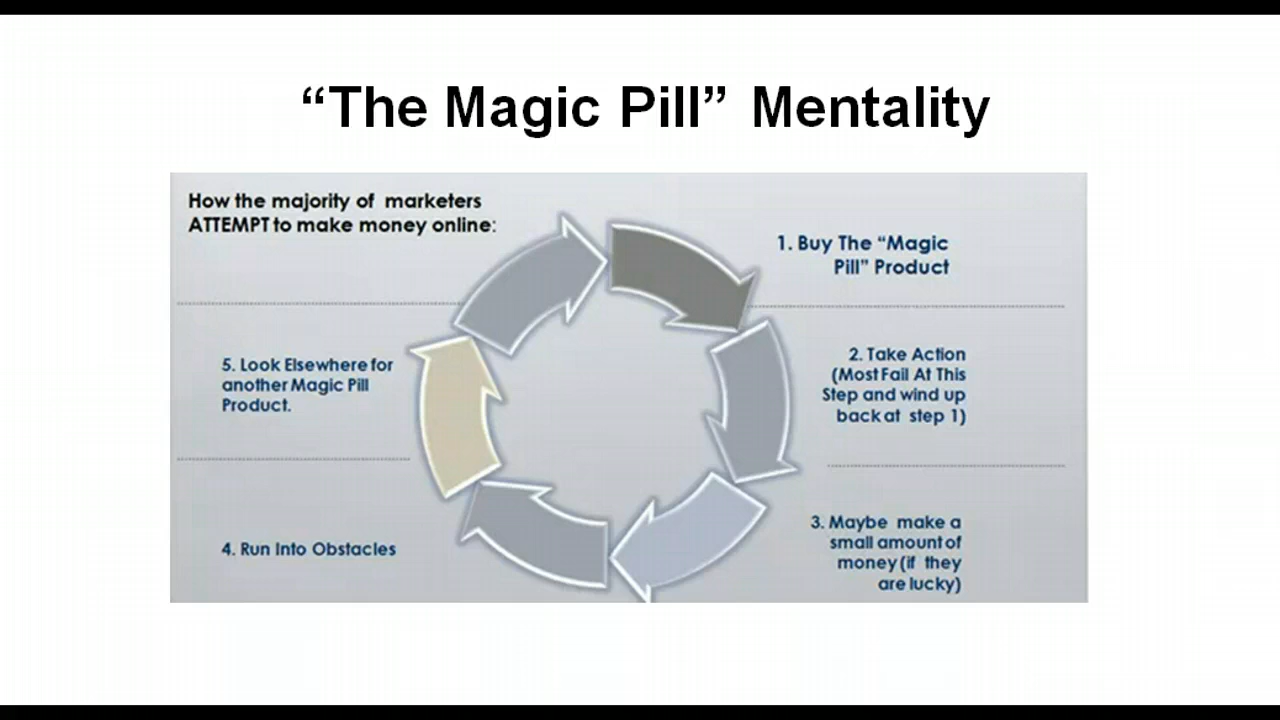 “The Magic Pill” Mentality
How the majority of marketers
ATTEMPT to make money online:
1. Buy The “Magic
Pill” Product
2. Take Action
(Most Fail At This
Step and wind up
back at step 1)
3. Maybe make a
small amount of
money (if they
are lucky)
4. Run Into Obstacles
5. Look Elsewhere for
another Magic Pill
Product.